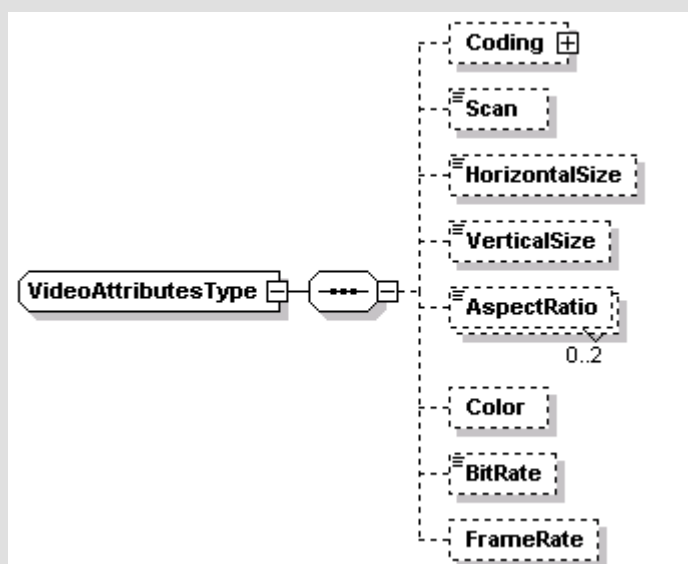 Coding
Scan
HorizontalSize
VerticalSize
VideoAttributesType
AspectRatio
0..2
Color
BitRate
FrameRate